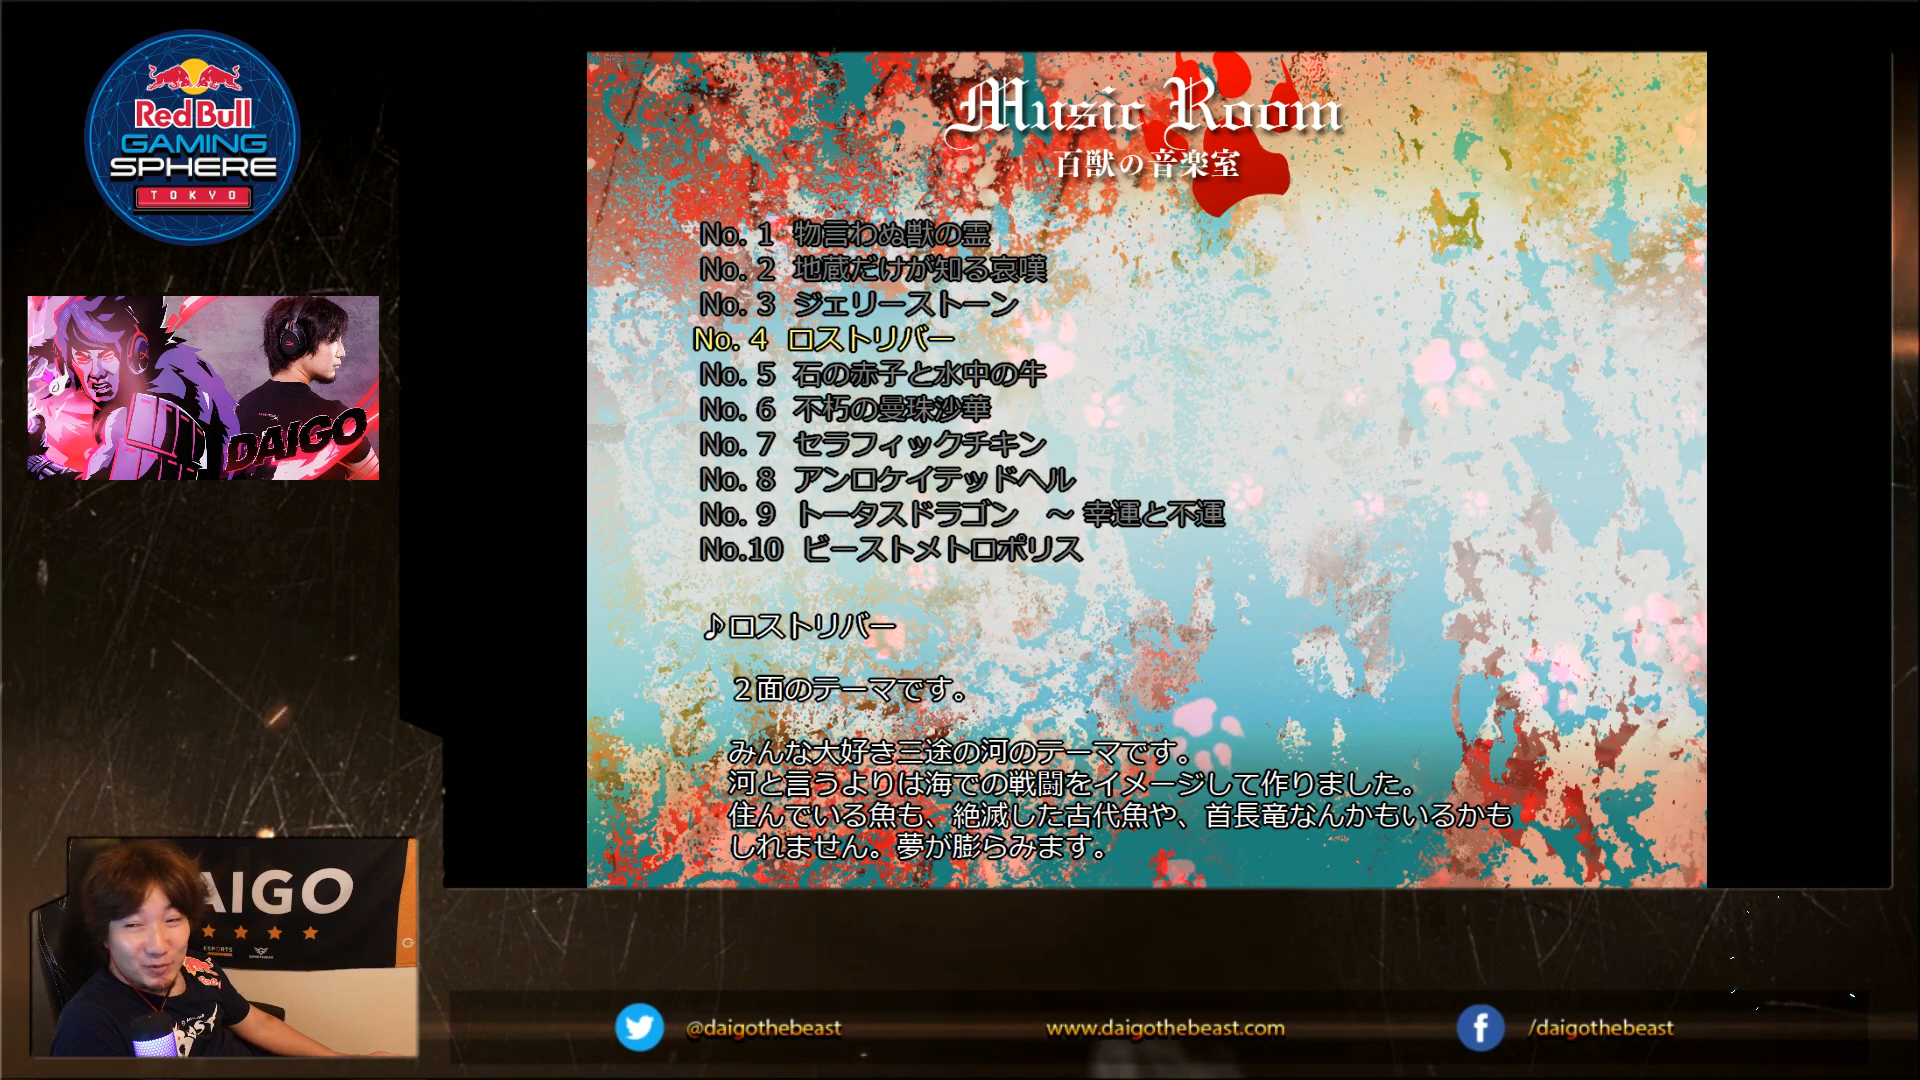 Red Bull
GAMING
SPHERE
TOKYO
DAIGO
Music Room
百獣の音楽室
No. 1 物言わぬ獣の霊
No. 2 地蔵だけが知る哀嘆
No. 3 ジェリーストーン
No. 4 ロストリバー
No. 5 石の赤子と水中の牛
No. 6 不朽の曼珠沙華
No. 7 セラフィックチキン
No. 8 アンロケイテッドヘル
No. 9 トータスドラゴン ～ 幸運と不運
No.10 ビーストメトロポリス
♪ロストリバー
２面のテーマです。
みんな大好き三途の河のテーマです。
河と言うよりは海での戦闘をイメージして作りました。
住んでいる魚も、絶滅した古代魚や、首長竜なんかもいるかも
しれません。夢が膨らみます。
AIGO
ESPORTS
@daigothebeast
www.daigothebeast.com
/daigothebeast